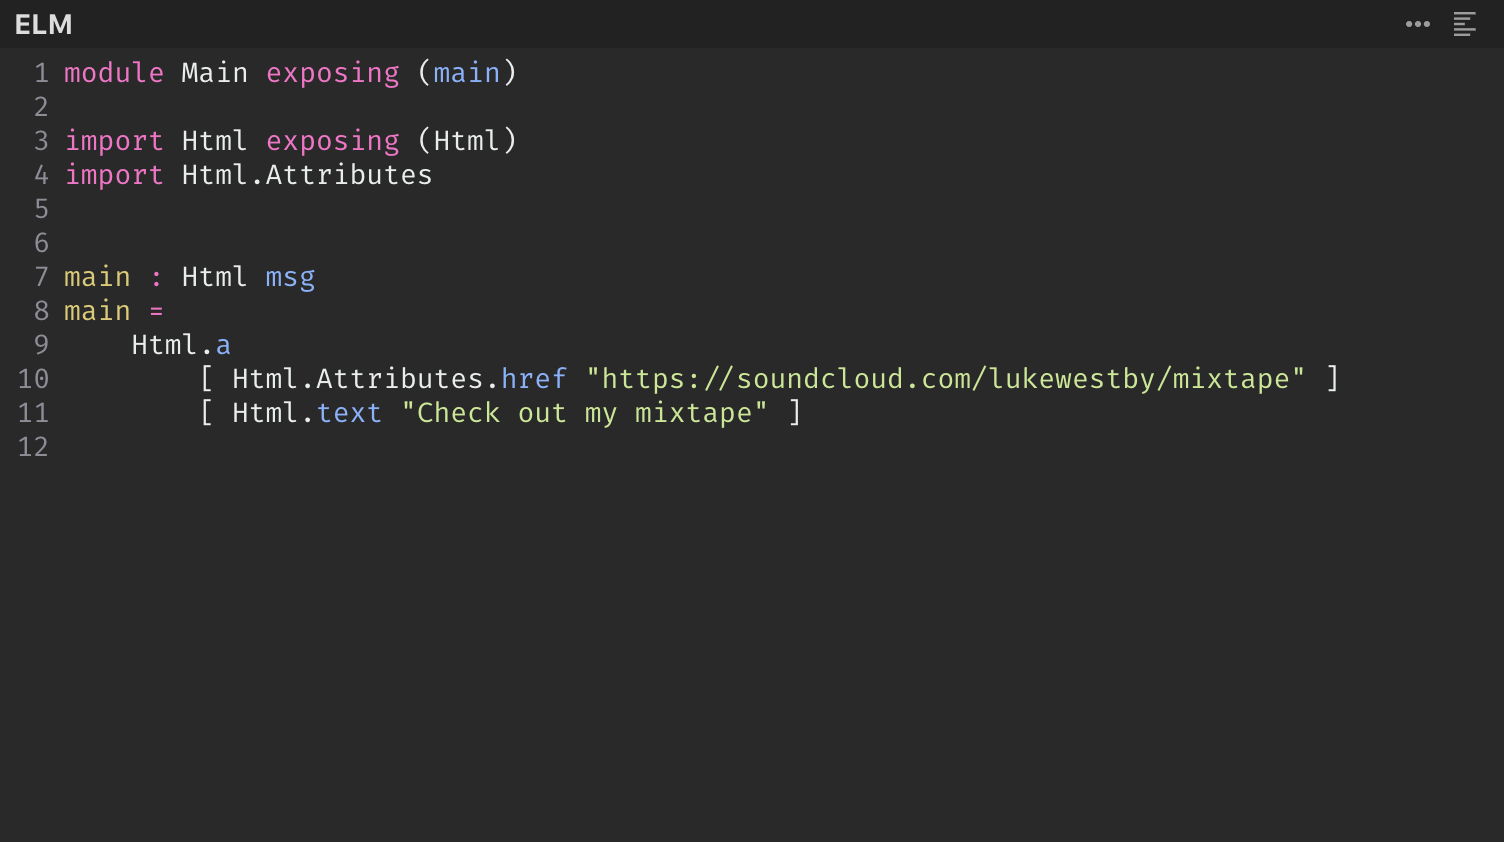 ELM
1 module Main exposing (main)
2
3 import Html exposing (Html)
4 import Html.Attributes
5
6
7 main : Html msg
8 main =
9     Html.a
10         [ Html.Attributes.href "https://soundcloud.com/lukewestby/mixtape" ]
11         [ Html.text "Check out my mixtape" ]
12